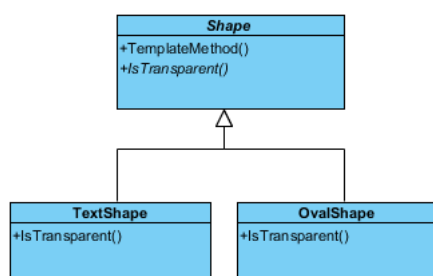 Shape
+TemplateMethod()
+IsTransparent()
TextShape
+IsTransparent()
OvalShape
+IsTransparent()